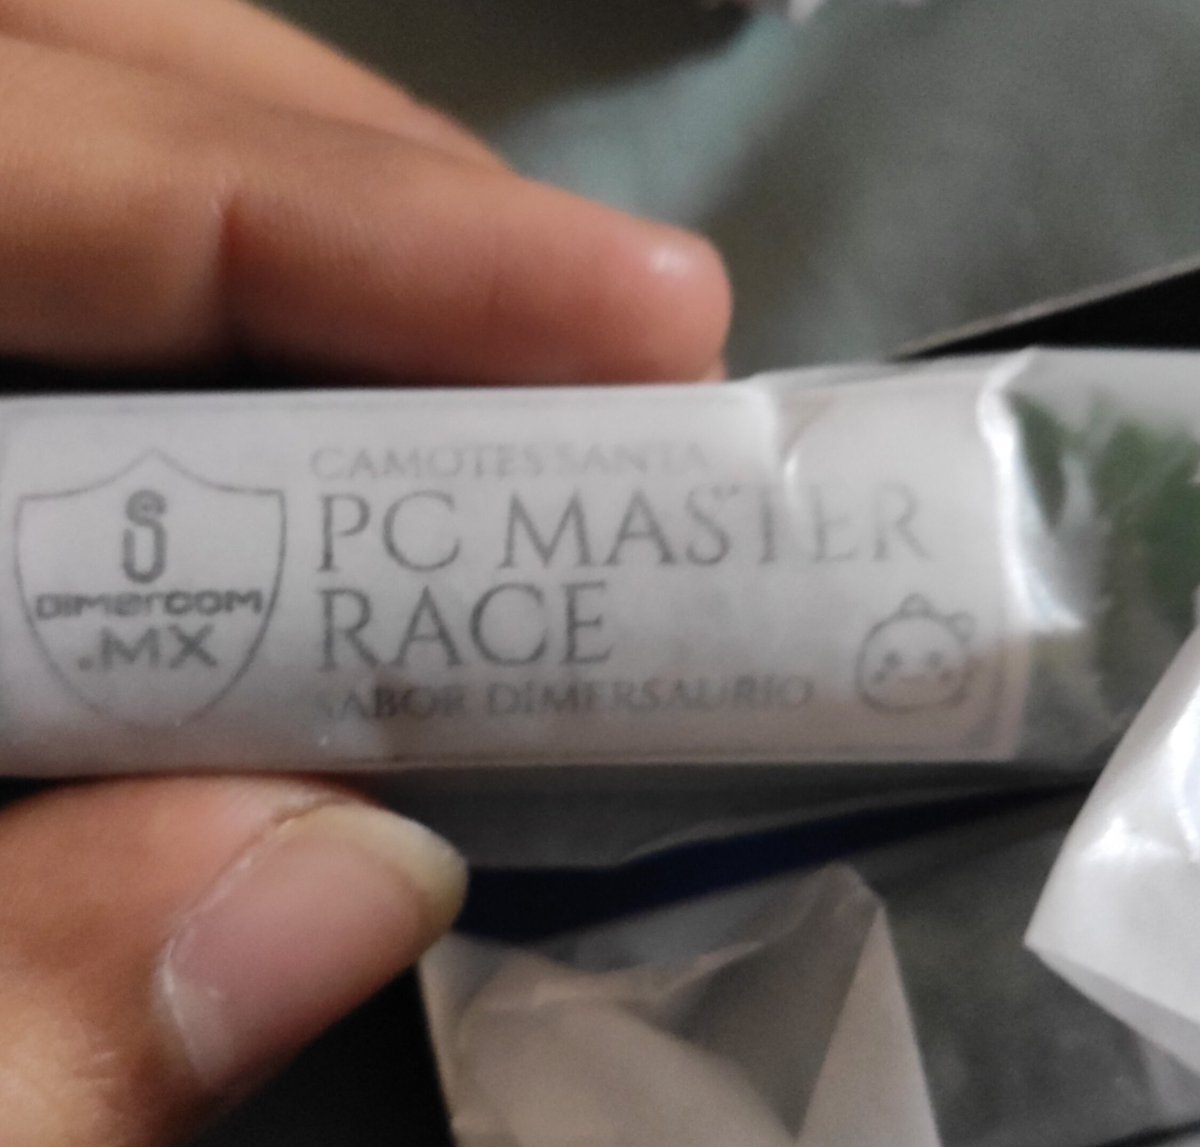 DIMERCOM
.MX
CAMOTES SANTA
PC MASTER
RACE
SABOR DIMERSAURIO